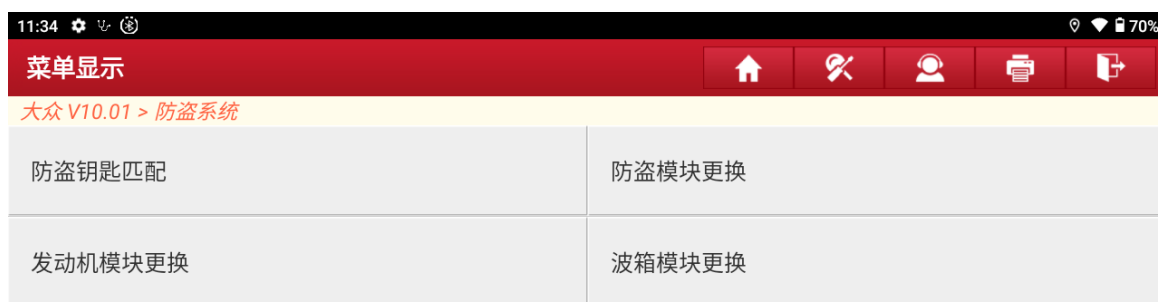 11:34 70%
菜单显示
大众 V10.01 > 防盗系统
防盗钥匙匹配 防盗模块更换
发动机模块更换 波箱模块更换